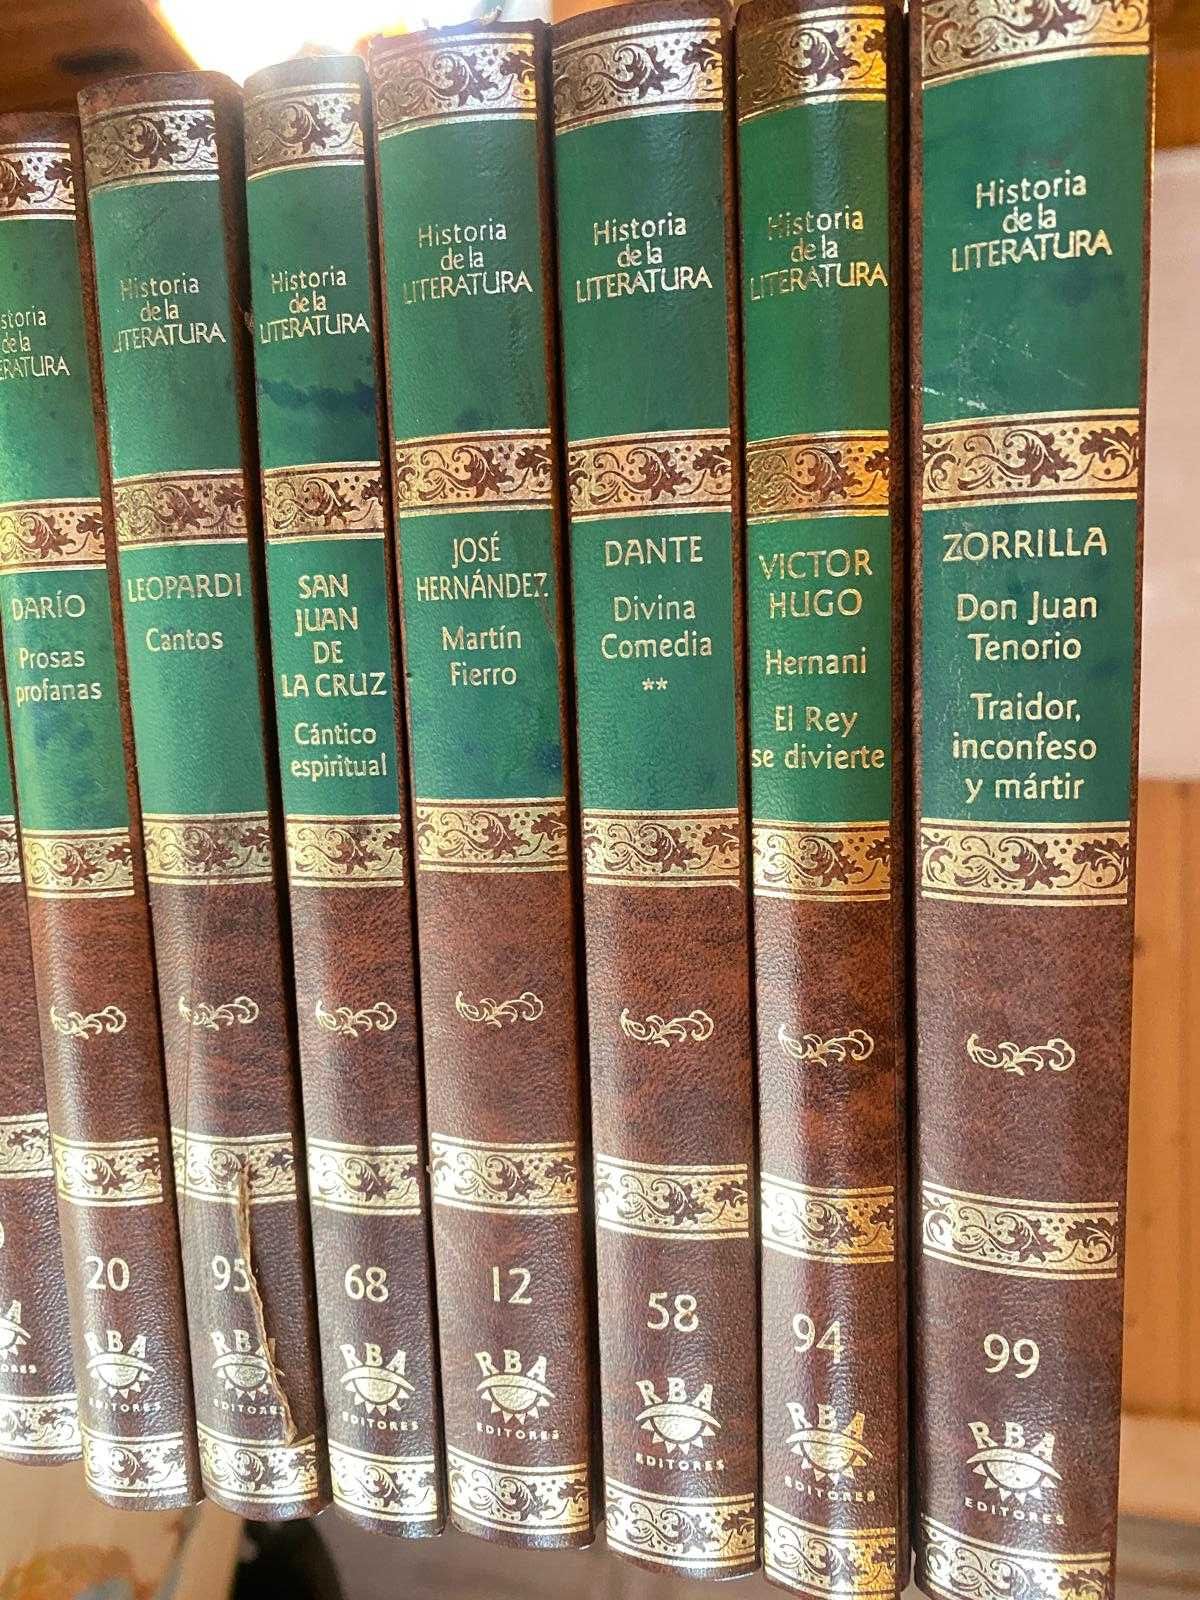 DARÍO
Prosas
profanas
20
RBA
EDITORES
Historia
de la
LITERATURA
LEOPARDI
Cantos
95
RBA
EDITORES
Historia
de la
LITERATURA
SAN
JUAN
DE
LA CRUZ
Cántico
espiritual
68
RBA
EDITORES
Historia
de la
LITERATURA
JOSÉ
HERNÁNDEZ
Martín
Fierro
12
RBA
EDITORES
Historia
de la
LITERATURA
DANTE
Divina
Comedia
**
58
RBA
EDITORES
Historia
de la
LITERATURA
VICTOR
HUGO
Hernani
El Rey
se divierte
94
RBA
EDITORES
Historia
de la
LITERATURA
ZORRILLA
Don Juan
Tenorio
Traidor,
inconfeso
y mártir
99
RBA
EDITORES